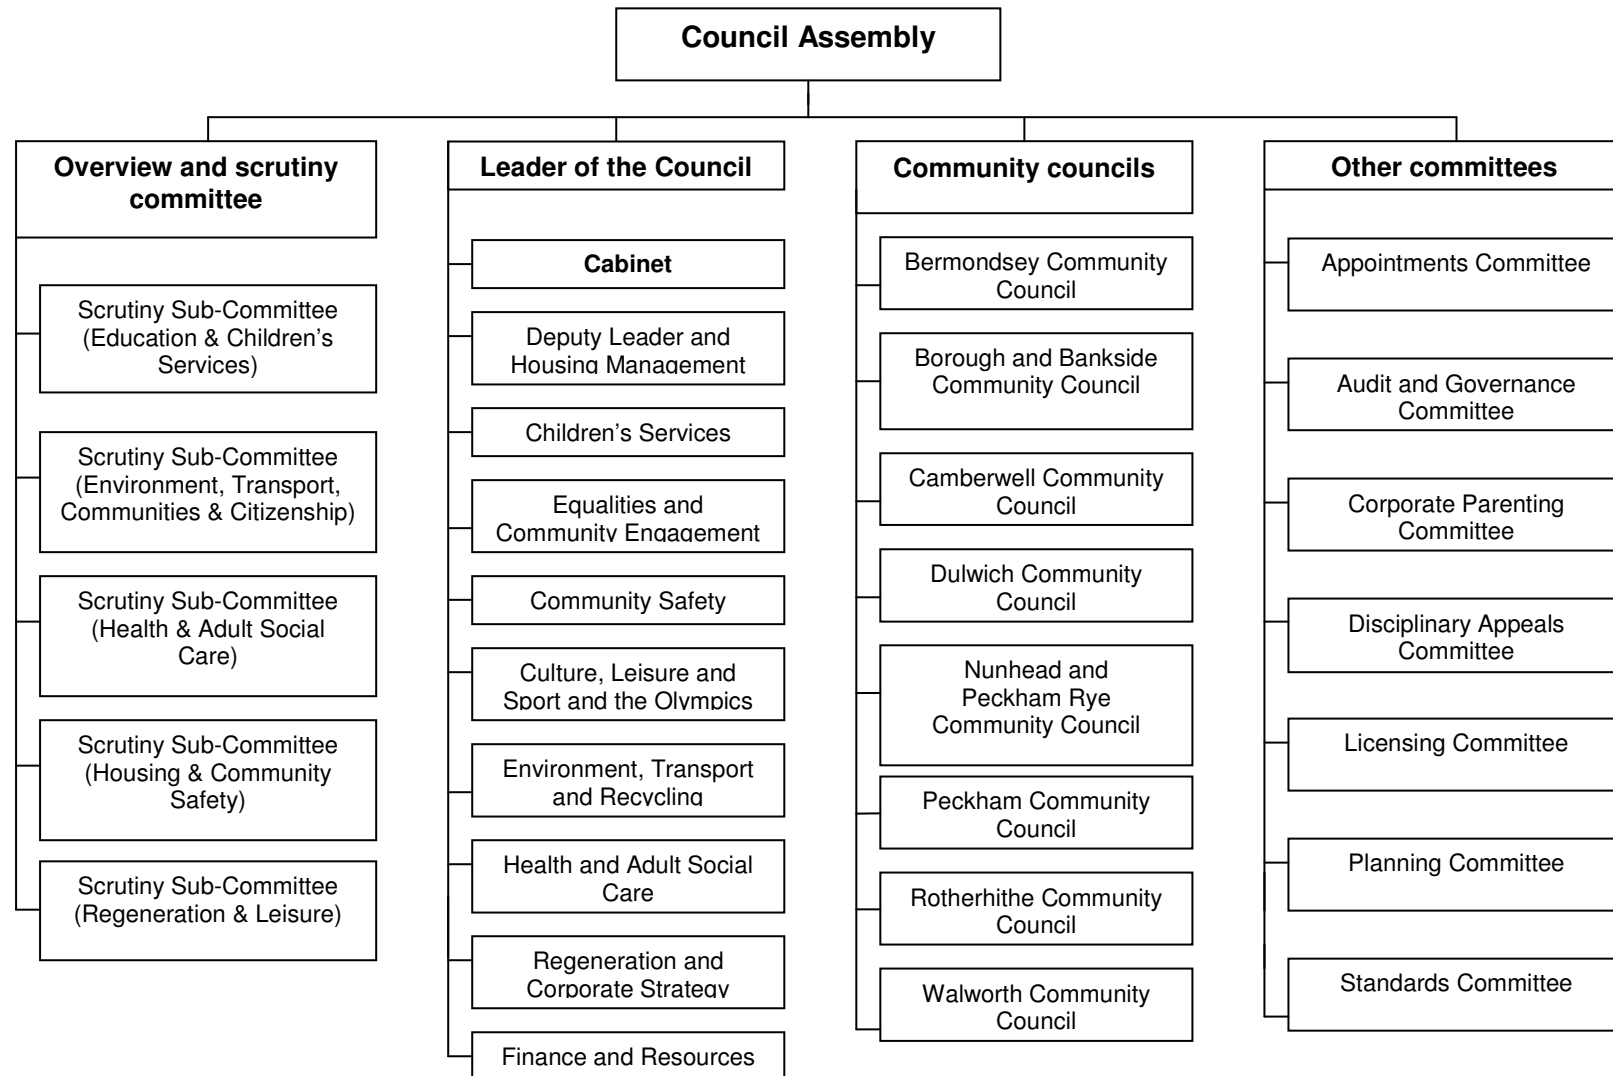 Council Assembly
Overview and scrutiny
committee
Scrutiny Sub-Committee
(Education & Children's
Services)
Scrutiny Sub-Committee
(Environment, Transport,
Communities & Citizenship)
Scrutiny Sub-Committee
(Health & Adult Social
Care)
Scrutiny Sub-Committee
(Housing & Community
Safety)
Scrutiny Sub-Committee
(Regeneration & Leisure)
Leader of the Council
Cabinet
Deputy Leader and
Housing Management
Children's Services
Equalities and
Community Engagement
Community Safety
Culture, Leisure and
Sport and the Olympics
Environment, Transport
and Recycling
Health and Adult Social
Care
Regeneration and
Corporate Strategy
Finance and Resources
Community councils
Bermondsey Community
Council
Borough and Bankside
Community Council
Camberwell Community
Council
Dulwich Community
Council
Nunhead and
Peckham Rye
Community Council
Peckham Community
Council
Rotherhithe Community
Council
Walworth Community
Council
Other committees
Appointments Committee
Audit and Governance
Committee
Corporate Parenting
Committee
Disciplinary Appeals
Committee
Licensing Committee
Planning Committee
Standards Committee